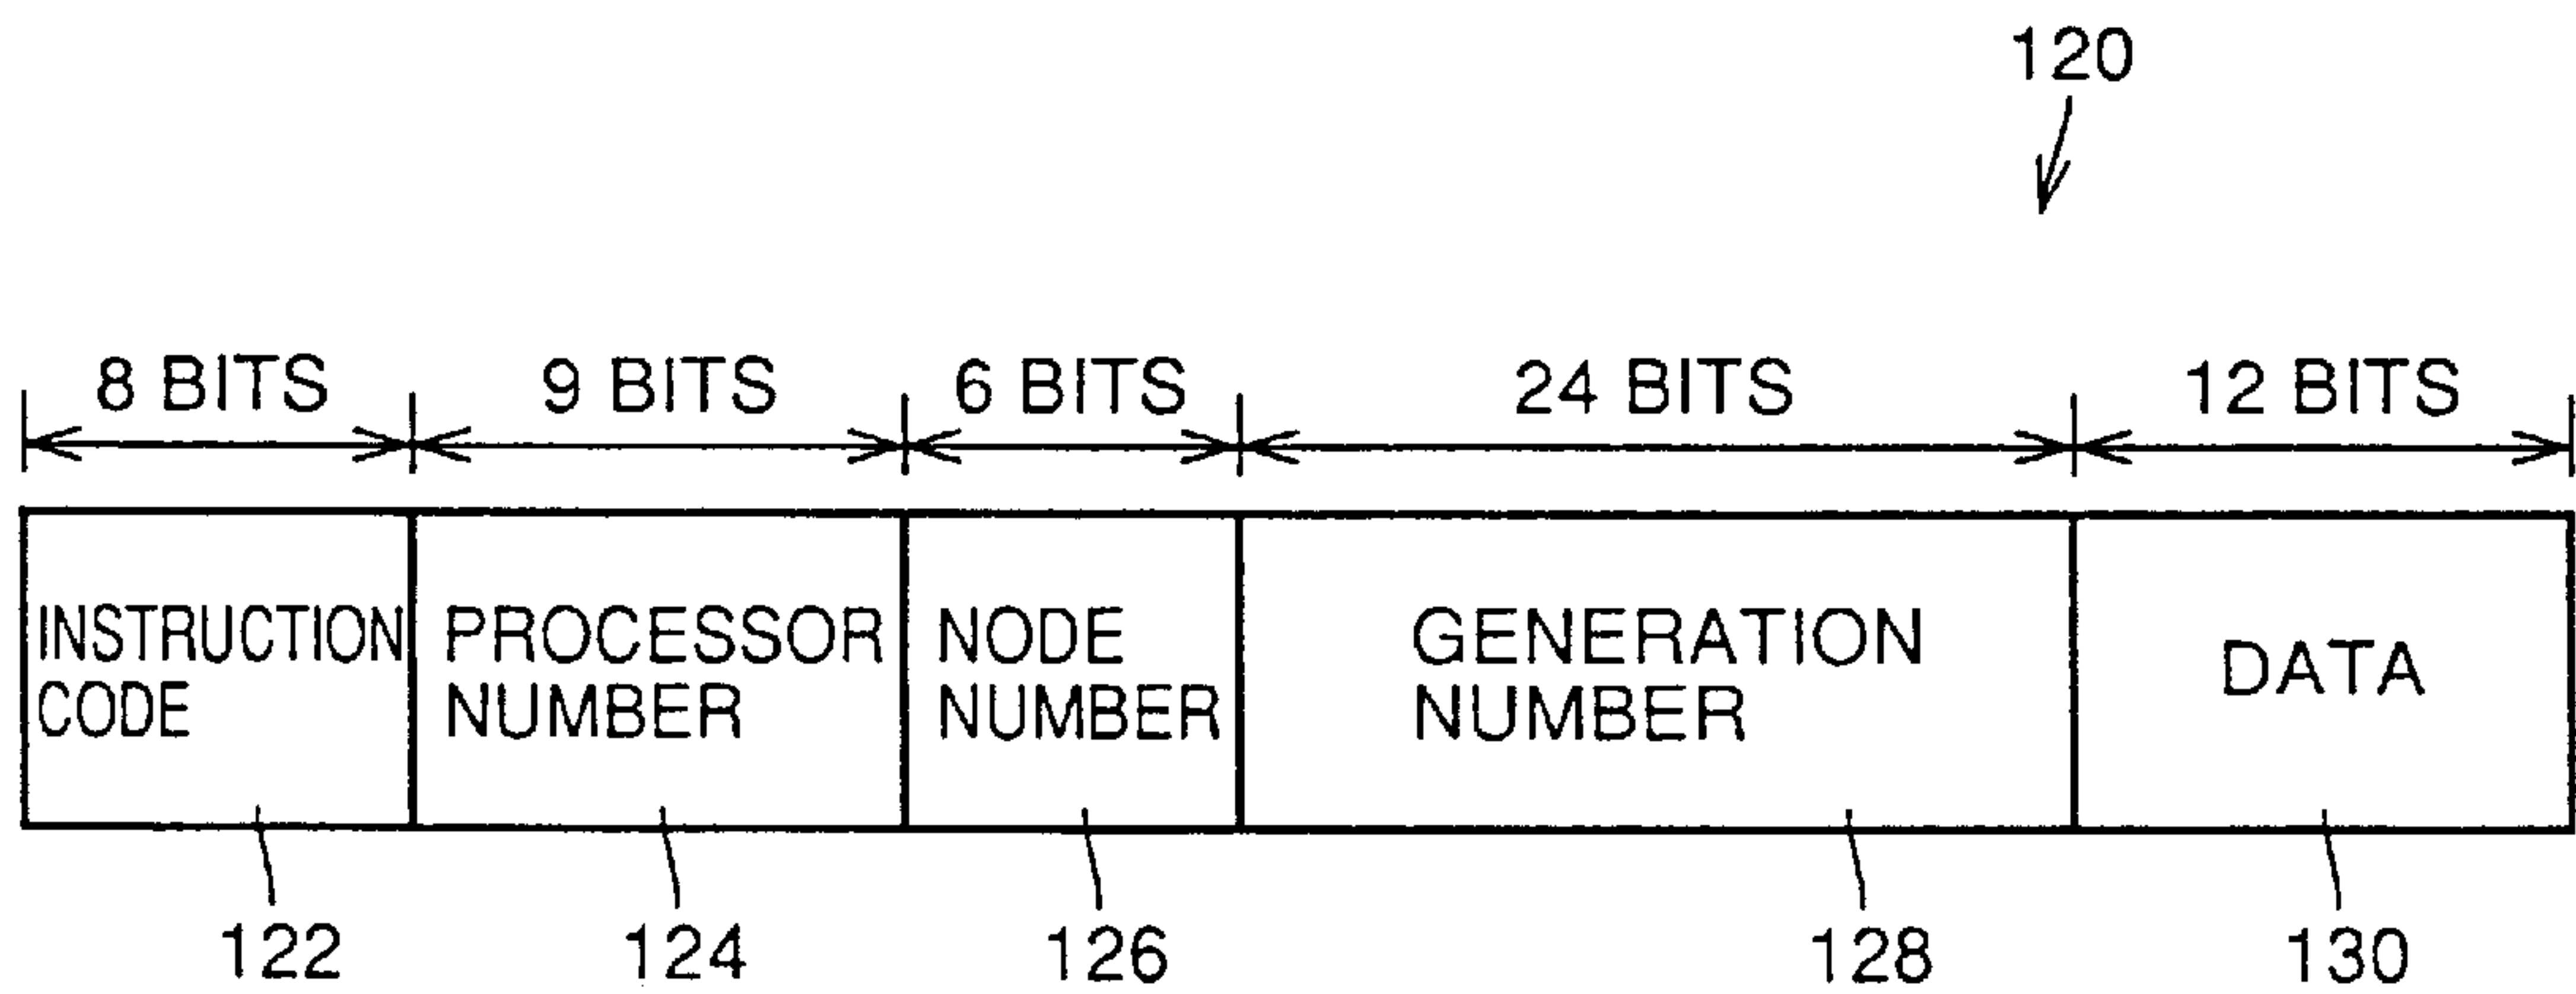 120
8 BITS 9 BITS 6 BITS 24 BITS 12 BITS
INSTRUCTION CODE
PROCESSOR NUMBER
NODE NUMBER
GENERATION NUMBER
DATA
122 124 126 128 130